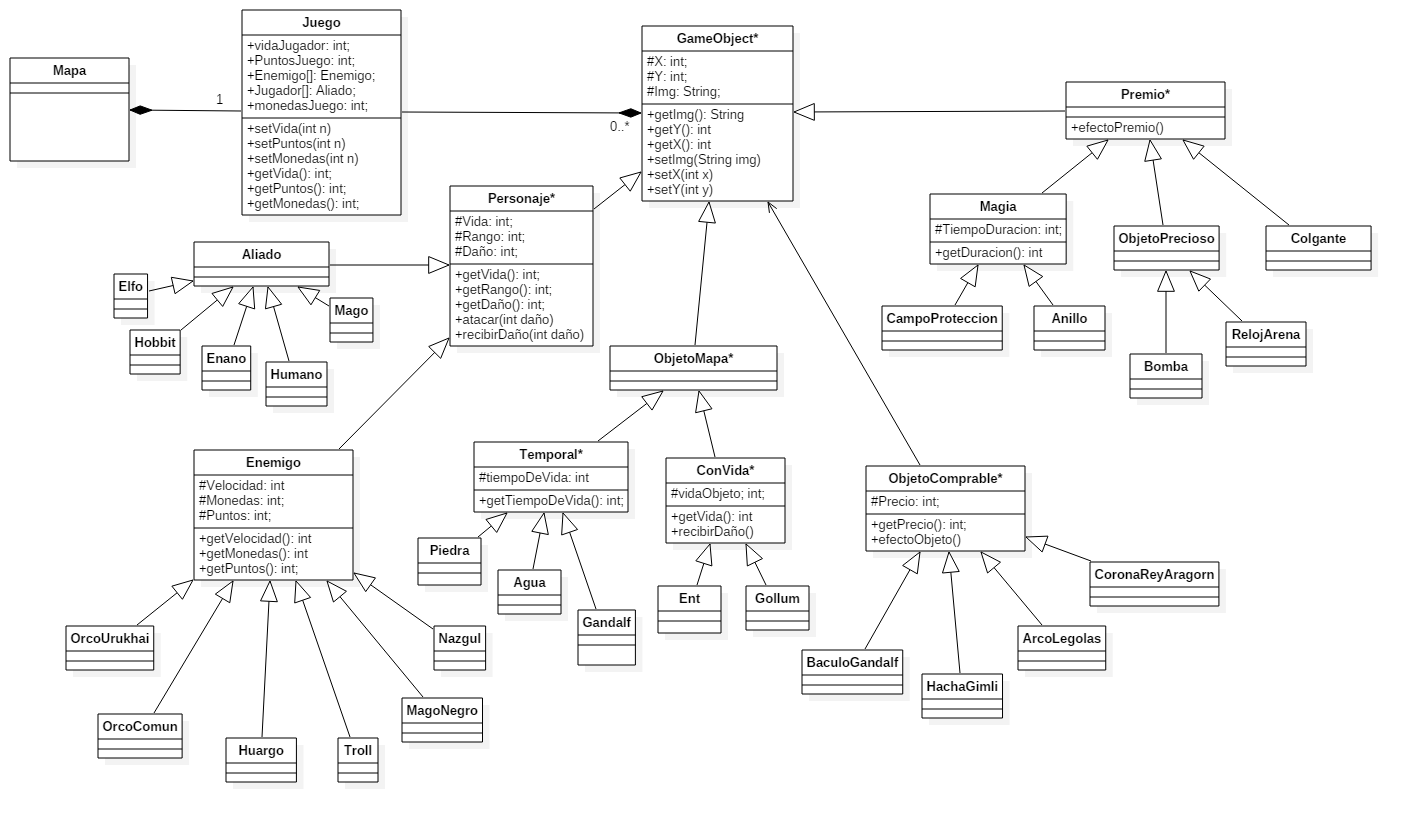 Mapa
Juego
+vidaJugador: int;
+PuntosJuego: int;
+Enemigo[]: Enemigo;
+Jugador[]: Aliado;
+monedasJuego: int;
+setVida(int n)
+setPuntos(int n)
+setMonedas(int n)
+getVida(): int;
+getPuntos(): int;
+getMonedas(): int;
1
0..*
GameObject*
#X: int;
#Y: int;
#Img: String;
+getImg(): String
+getY(): int
+getX(): int
+setImg(String img)
+setX(int x)
+setY(int y)
Premio*
+efectoPremio()
Personaje*
#Vida: int;
#Rango: int;
#Daño: int;
+getVida(): int;
+getRango(): int;
+getDaño(): int;
+atacar(int daño)
+recibirDaño(int daño)
Magia
#TiempoDuracion: int;
+getDuracion(): int
ObjetoPrecioso
Colgante
Aliado
Elfo
Hobbit
Enano
Humano
Mago
CampoProteccion
Anillo
Bomba
RelojArena
ObjetoMapa*
Enemigo
#Velocidad: int
#Monedas: int;
#Puntos: int;
+getVelocidad(): int
+getMonedas(): int
+getPuntos(): int;
Temporal*
#tiempoDeVida: int
+getTiempoDeVida(): int;
ConVida*
#vidaObjeto; int;
+getVida(): int
+recibirDaño()
ObjetoComprable*
#Precio: int;
+getPrecio(): int;
+efectoObjeto()
Piedra
Agua
Gandalf
Ent
Gollum
CoronaReyAragorn
ArcoLegolas
BaculoGandalf
HachaGimli
OrcoUrukhai
OrcoComun
Huargo
Troll
MagoNegro
Nazgul